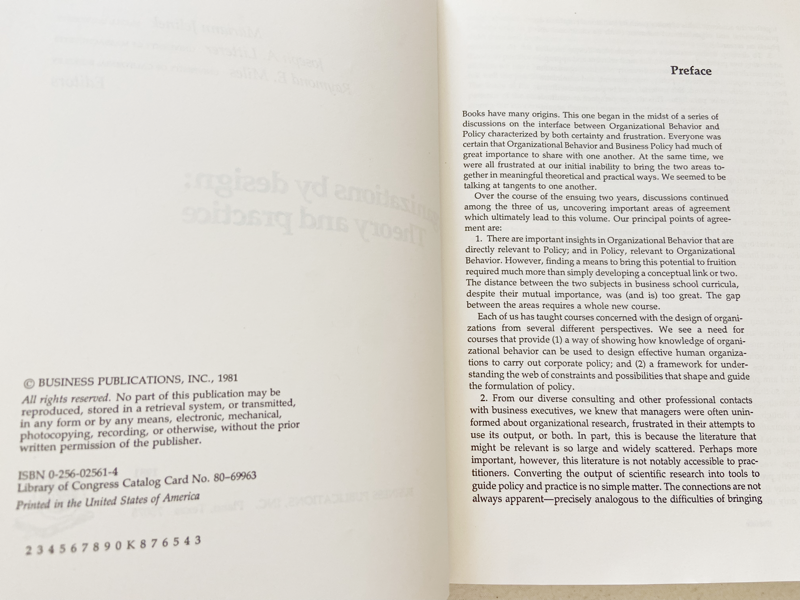 © BUSINESS PUBLICATIONS, INC., 1981
All rights reserved. No part of this publication may be
reproduced, stored in a retrieval system, or transmitted,
in any form or by any means, electronic, mechanical,
photocopying, recording, or otherwise, without the prior
written permission of the publisher.
ISBN 0-256-02561-4
Library of Congress Catalog Card No. 80–69963
Printed in the United States of America
2 3 4 5 6 7 8 9 0 K 8 7 6 5 4 3
Preface
Books have many origins. This one began in the midst of a series of
discussions on the interface between Organizational Behavior and
Policy characterized by both certainty and frustration. Everyone was
certain that Organizational Behavior and Business Policy had much of
great importance to share with one another. At the same time, we
were all frustrated at our initial inability to bring the two areas to-
gether in meaningful theoretical and practical ways. We seemed to be
talking at tangents to one another.
Over the course of the ensuing two years, discussions continued
among the three of us, uncovering important areas of agreement
which ultimately lead to this volume. Our principal points of agree-
ment are:
1. There are important insights in Organizational Behavior that are
directly relevant to Policy; and in Policy, relevant to Organizational
Behavior. However, finding a means to bring this potential to fruition
required much more than simply developing a conceptual link or two.
The distance between the two subjects in business school curricula,
despite their mutual importance, was (and is) too great. The gap
between the areas requires a whole new course.
Each of us has taught courses concerned with the design of organi-
zations from several different perspectives. We see a need for
courses that provide (1) a way of showing how knowledge of organi-
zational behavior can be used to design effective human organiza-
tions to carry out corporate policy; and (2) a framework for under-
standing the web of constraints and possibilities that shape and guide
the formulation of policy.
2. From our diverse consulting and other professional contacts
with business executives, we knew that managers were often unin-
formed about organizational research, frustrated in their attempts to
use its output, or both. In part, this is because the literature that
might be relevant is so large and widely scattered. Perhaps more
important, however, this literature is not notably accessible to prac-
titioners. Converting the output of scientific research into tools to
guide policy and practice is no simple matter. The connections are not
always apparent—precisely analogous to the difficulties of bringing